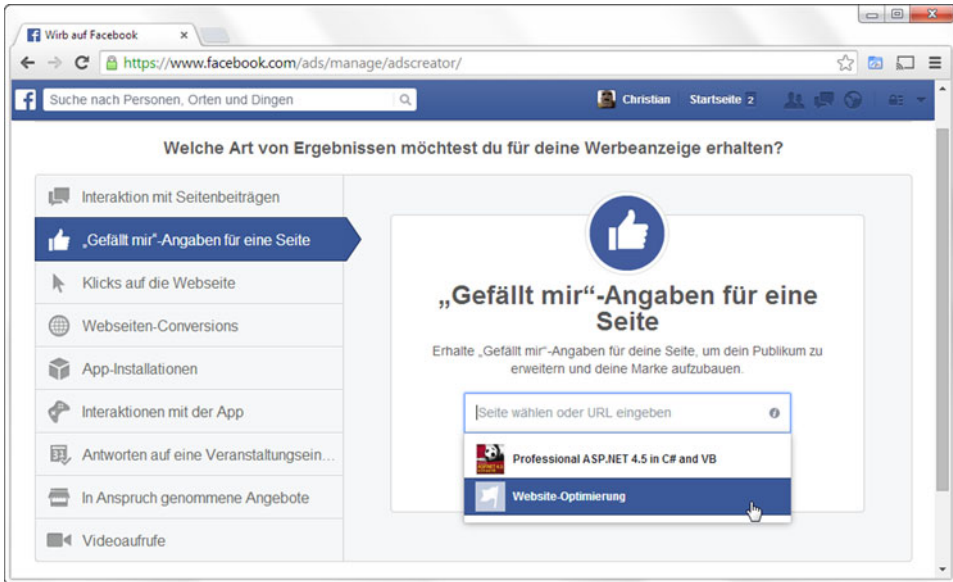 Wirb auf Facebook
https://www.facebook.com/ads/manage/adscreator/
Suche nach Personen, Orten und Dingen
Christian Startseite 2
Welche Art von Ergebnissen möchtest du für deine Werbeanzeige erhalten?
Interaktion mit Seitenbeiträgen
„Gefällt mir“-Angaben für eine Seite
Klicks auf die Webseite
Webseiten-Conversions
App-Installationen
Interaktionen mit der App
Antworten auf eine Veranstaltungsein...
In Anspruch genommene Angebote
Videoaufrufe
„Gefällt mir“-Angaben für eine
Seite
Erhalte „Gefällt mir“-Angaben für deine Seite, um dein Publikum zu
erweitern und deine Marke aufzubauen.
Seite wählen oder URL eingeben
Professional ASP.NET 4.5 in C# and VB
Website-Optimierung